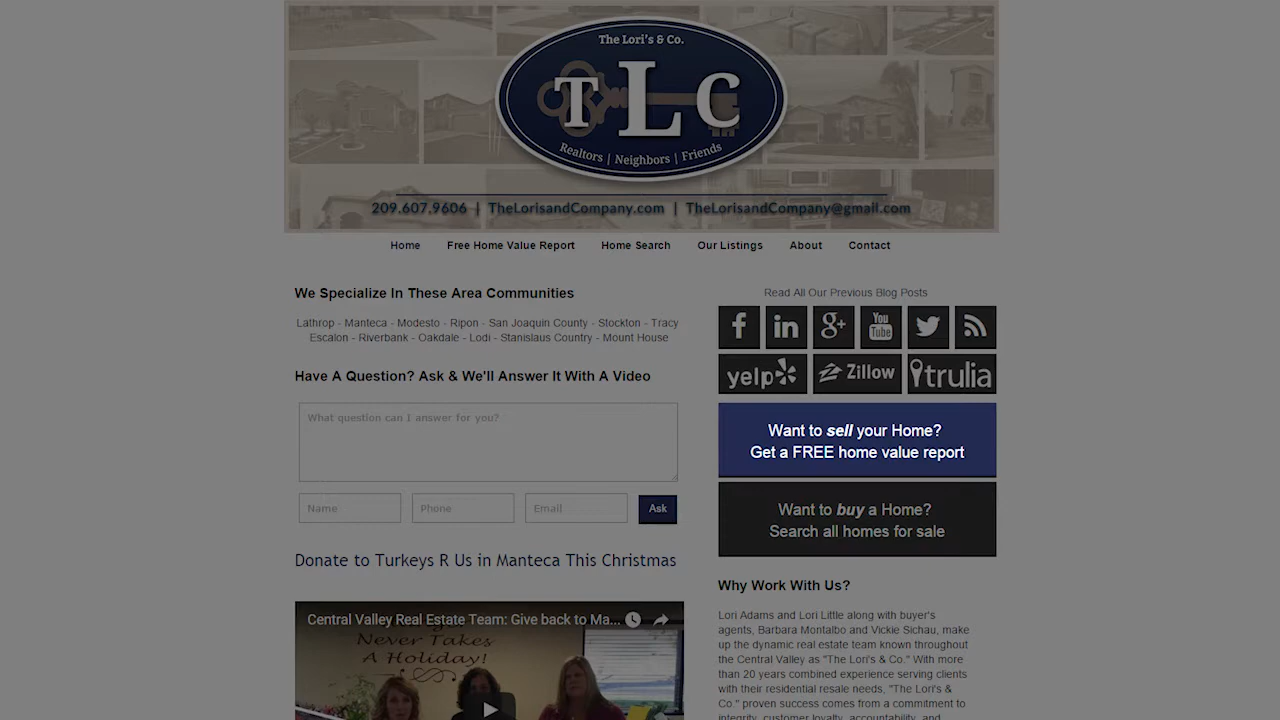 The Lori's & Co.
TLC
Realtors | Neighbors | Friends
209.607.9606 | TheLorisandCompany.com | TheLorisandCompany@gmail.com
Home Free Home Value Report Home Search Our Listings About Contact
We Specialize In These Area Communities
Lathrop - Manteca - Modesto - Ripon - San Joaquin County - Stockton - Tracy
Escalon - Riverbank - Oakdale - Lodi - Stanislaus Country - Mount House
Have A Question? Ask & We'll Answer It With A Video
What question can I answer for you?
Name Phone Email Ask
Donate to Turkeys R Us in Manteca This Christmas
Central Valley Real Estate Team: Give back to Ma...
Never Takes
A Holiday!
Read All Our Previous Blog Posts
f in g+ You Tube
yelp Zillow trulia
Want to sell your Home?
Get a FREE home value report
Want to buy a Home?
Search all homes for sale
Why Work With Us?
Lori Adams and Lori Little along with buyer's
agents, Barbara Montalbo and Vickie Sichau, make
up the dynamic real estate team known throughout
the Central Valley as "The Lori's & Co." With more
than 20 years combined experience serving clients
with their residential resale needs, "The Lori's &
Co." proven success comes from a commitment to
integrity, customer loyalty, accountability, and